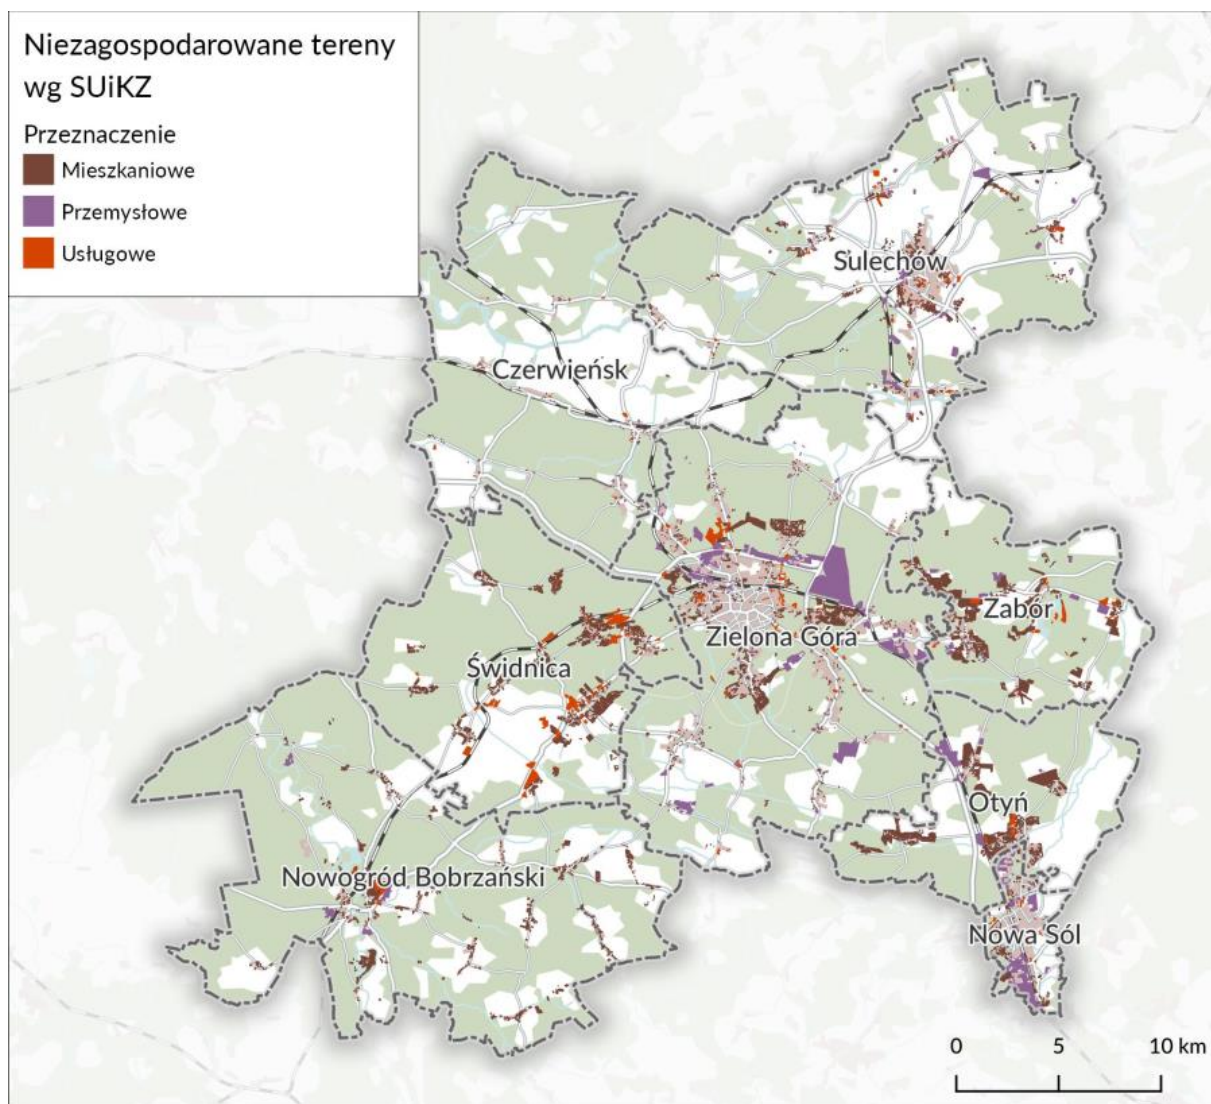 Niezagospodarowane tereny
wg SUiKZ
Przeznaczenie
Mieszkaniowe
Przemysłowe
Usługowe
Sulechów
Czerwieńsk
Zabór
Zielona Góra
Świdnica
Otyń
Nowogród Bobrzański
Nowa Sól
0 5 10 km